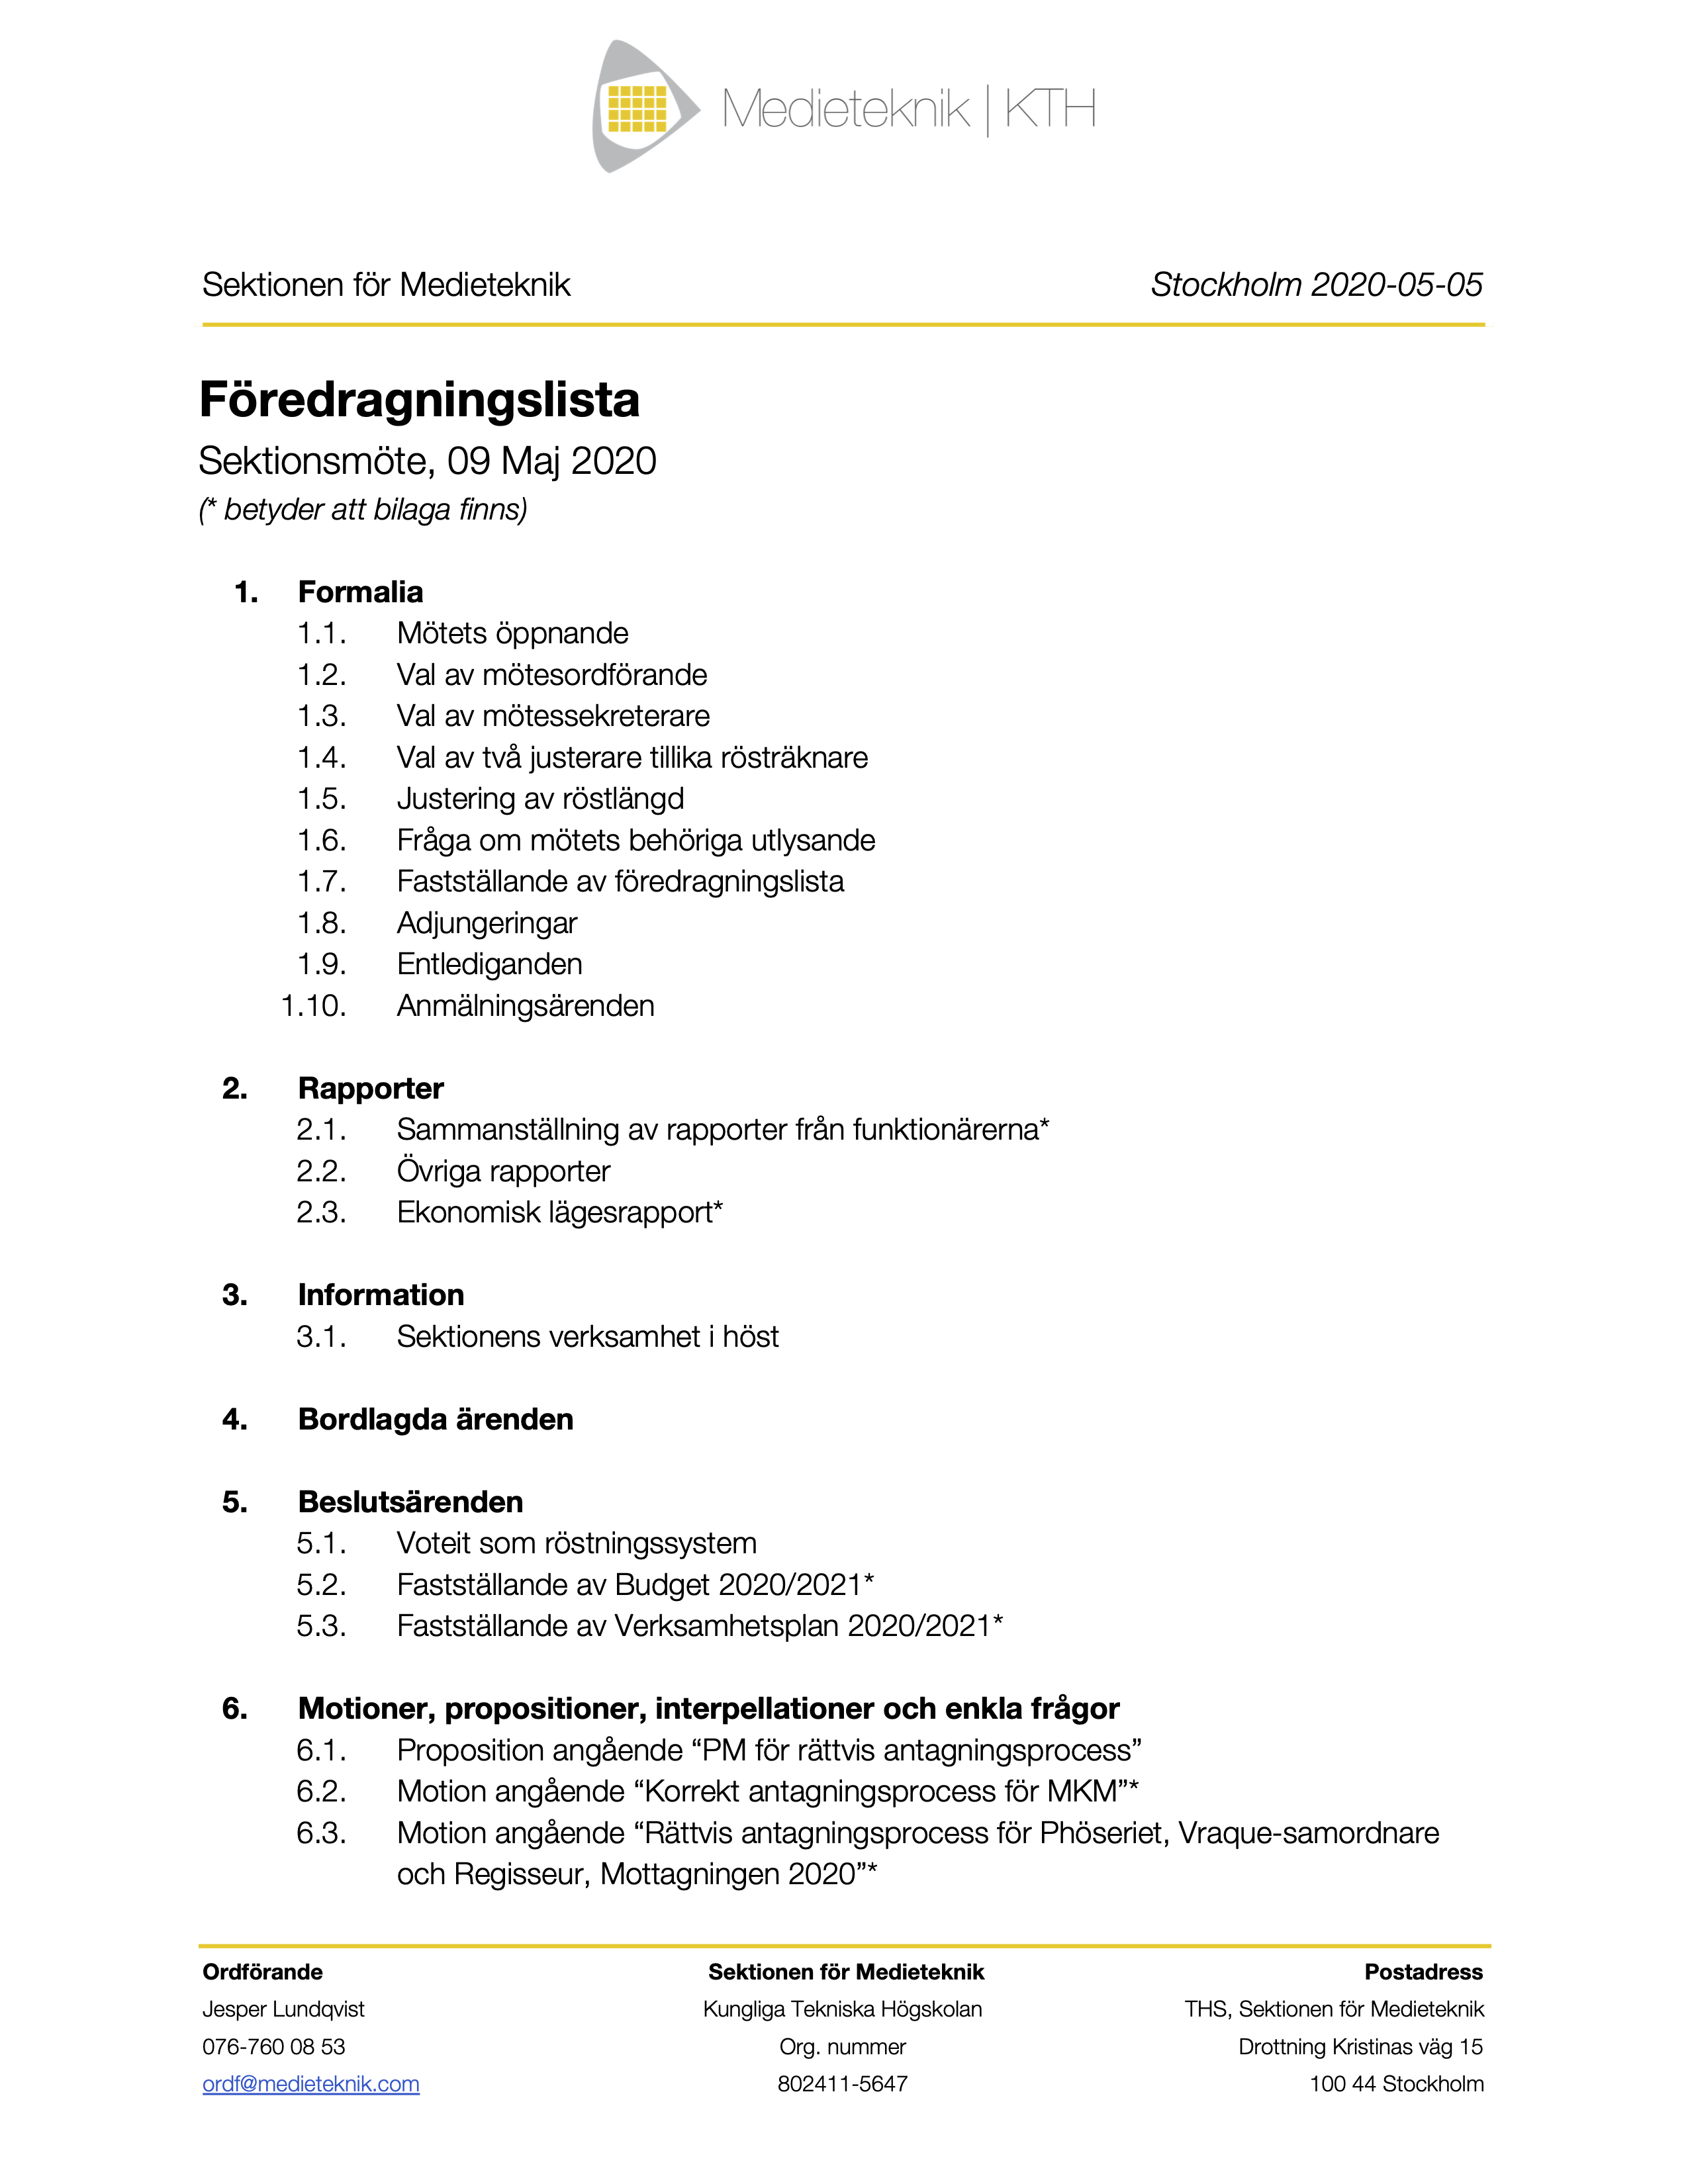 Medieteknik | KTH
Sektionen för Medieteknik Stockholm 2020-05-05
Föredragningslista
Sektionsmöte, 09 Maj 2020
(* betyder att bilaga finns)
1. Formalia
1.1. Mötets öppnande
1.2. Val av mötesordförande
1.3. Val av mötessekreterare
1.4. Val av två justerare tillika rösträknare
1.5. Justering av röstlängd
1.6. Fråga om mötets behöriga utlysande
1.7. Fastställande av föredragningslista
1.8. Adjungeringar
1.9. Entlediganden
1.10. Anmälningsärenden
2. Rapporter
2.1. Sammanställning av rapporter från funktionärerna*
2.2. Övriga rapporter
2.3. Ekonomisk lägesrapport*
3. Information
3.1. Sektionens verksamhet i höst
4. Bordlagda ärenden
5. Beslutsärenden
5.1. Voteit som röstningssystem
5.2. Fastställande av Budget 2020/2021*
5.3. Fastställande av Verksamhetsplan 2020/2021*
6. Motioner, propositioner, interpellationer och enkla frågor
6.1. Proposition angående “PM för rättvis antagningsprocess”
6.2. Motion angående “Korrekt antagningsprocess för MKM”*
6.3. Motion angående “Rättvis antagningsprocess för Phöseriet, Vraque-samordnare
och Regisseur, Mottagningen 2020”*
Ordförande Sektionen för Medieteknik Postadress
Jesper Lundqvist Kungliga Tekniska Högskolan THS, Sektionen för Medieteknik
076-760 08 53 Org. nummer Drottning Kristinas väg 15
ordf@medieteknik.com 802411-5647 100 44 Stockholm